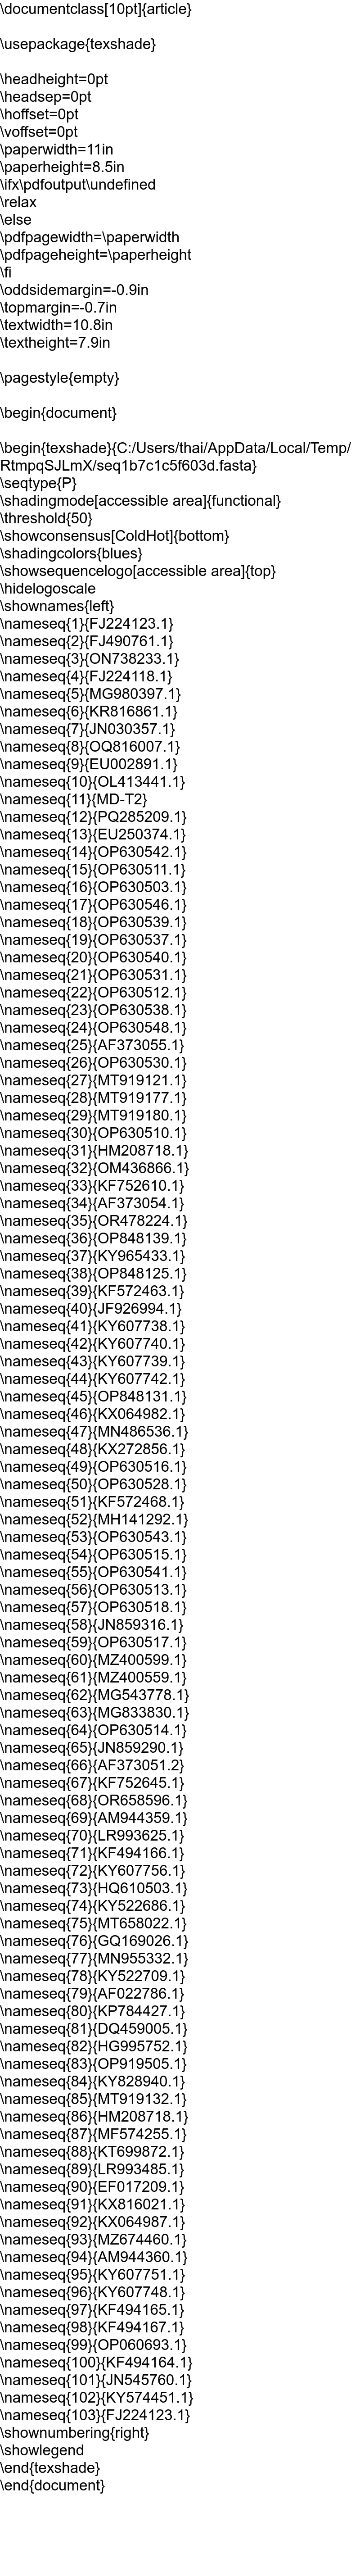 \documentclass[10pt]{article}
\usepackage{texshade}
\headheight=0pt
\headsep=0pt
\hoffset=0pt
\voffset=0pt
\paperwidth=11in
\paperheight=8.5in
\ifx\pdfoutput\undefined
\relax
\else
\pdfpagewidth=\paperwidth
\pdfpageheight=\paperheight
\fi
\oddsidemargin=-0.9in
\topmargin=-0.7in
\textwidth=10.8in
\textheight=7.9in
\pagestyle{empty}
\begin{document}
\begin{texshade}{C:/Users/thai/AppData/Local/Temp/
RtmpqSJLmX/seq1b7c1c5f603d.fasta}
\seqtype{P}
\shadingmode[accessible area]{functional}
\threshold{50}
\showconsensus[ColdHot]{bottom}
\shadingcolors{blues}
\showsequencelogo[accessible area]{top}
\hidelogoscale
\shownames{left}
\nameseq{1}{FJ224123.1}
\nameseq{2}{FJ490761.1}
\nameseq{3}{ON738233.1}
\nameseq{4}{FJ224118.1}
\nameseq{5}{MG980397.1}
\nameseq{6}{KR816861.1}
\nameseq{7}{JN030357.1}
\nameseq{8}{OQ816007.1}
\nameseq{9}{EU002891.1}
\nameseq{10}{OL413441.1}
\nameseq{11}{MD-T2}
\nameseq{12}{PQ285209.1}
\nameseq{13}{EU250374.1}
\nameseq{14}{OP630542.1}
\nameseq{15}{OP630511.1}
\nameseq{16}{OP630503.1}
\nameseq{17}{OP630546.1}
\nameseq{18}{OP630539.1}
\nameseq{19}{OP630537.1}
\nameseq{20}{OP630540.1}
\nameseq{21}{OP630531.1}
\nameseq{22}{OP630512.1}
\nameseq{23}{OP630538.1}
\nameseq{24}{OP630548.1}
\nameseq{25}{AF373055.1}
\nameseq{26}{OP630530.1}
\nameseq{27}{MT919121.1}
\nameseq{28}{MT919177.1}
\nameseq{29}{MT919180.1}
\nameseq{30}{OP630510.1}
\nameseq{31}{HM208718.1}
\nameseq{32}{OM436866.1}
\nameseq{33}{KF752610.1}
\nameseq{34}{AF373054.1}
\nameseq{35}{OR478224.1}
\nameseq{36}{OP848139.1}
\nameseq{37}{KY965433.1}
\nameseq{38}{OP848125.1}
\nameseq{39}{KF572463.1}
\nameseq{40}{JF926994.1}
\nameseq{41}{KY607738.1}
\nameseq{42}{KY607740.1}
\nameseq{43}{KY607739.1}
\nameseq{44}{KY607742.1}
\nameseq{45}{OP848131.1}
\nameseq{46}{KX064982.1}
\nameseq{47}{MN486536.1}
\nameseq{48}{KX272856.1}
\nameseq{49}{OP630516.1}
\nameseq{50}{OP630528.1}
\nameseq{51}{KF572468.1}
\nameseq{52}{MH141292.1}
\nameseq{53}{OP630543.1}
\nameseq{54}{OP630515.1}
\nameseq{55}{OP630541.1}
\nameseq{56}{OP630513.1}
\nameseq{57}{OP630518.1}
\nameseq{58}{JN859316.1}
\nameseq{59}{OP630517.1}
\nameseq{60}{MZ400599.1}
\nameseq{61}{MZ400559.1}
\nameseq{62}{MG543778.1}
\nameseq{63}{MG833830.1}
\nameseq{64}{OP630514.1}
\nameseq{65}{JN859290.1}
\nameseq{66}{AF373051.2}
\nameseq{67}{KF752645.1}
\nameseq{68}{OR658596.1}
\nameseq{69}{AM944359.1}
\nameseq{70}{LR993625.1}
\nameseq{71}{KF494166.1}
\nameseq{72}{KY607756.1}
\nameseq{73}{HQ610503.1}
\nameseq{74}{KY522686.1}
\nameseq{75}{MT658022.1}
\nameseq{76}{GQ169026.1}
\nameseq{77}{MN955332.1}
\nameseq{78}{KY522709.1}
\nameseq{79}{AF022786.1}
\nameseq{80}{KP784427.1}
\nameseq{81}{DQ459005.1}
\nameseq{82}{HG995752.1}
\nameseq{83}{OP919505.1}
\nameseq{84}{KY828940.1}
\nameseq{85}{MT919132.1}
\nameseq{86}{HM208718.1}
\nameseq{87}{MF574255.1}
\nameseq{88}{KT699872.1}
\nameseq{89}{LR993485.1}
\nameseq{90}{EF017209.1}
\nameseq{91}{KX816021.1}
\nameseq{92}{KX064987.1}
\nameseq{93}{MZ674460.1}
\nameseq{94}{AM944360.1}
\nameseq{95}{KY607751.1}
\nameseq{96}{KY607748.1}
\nameseq{97}{KF494165.1}
\nameseq{98}{KF494167.1}
\nameseq{99}{OP060693.1}
\nameseq{100}{KF494164.1}
\nameseq{101}{JN545760.1}
\nameseq{102}{KY574451.1}
\nameseq{103}{FJ224123.1}
\shownumbering{right}
\showlegend
\end{texshade}
\end{document}